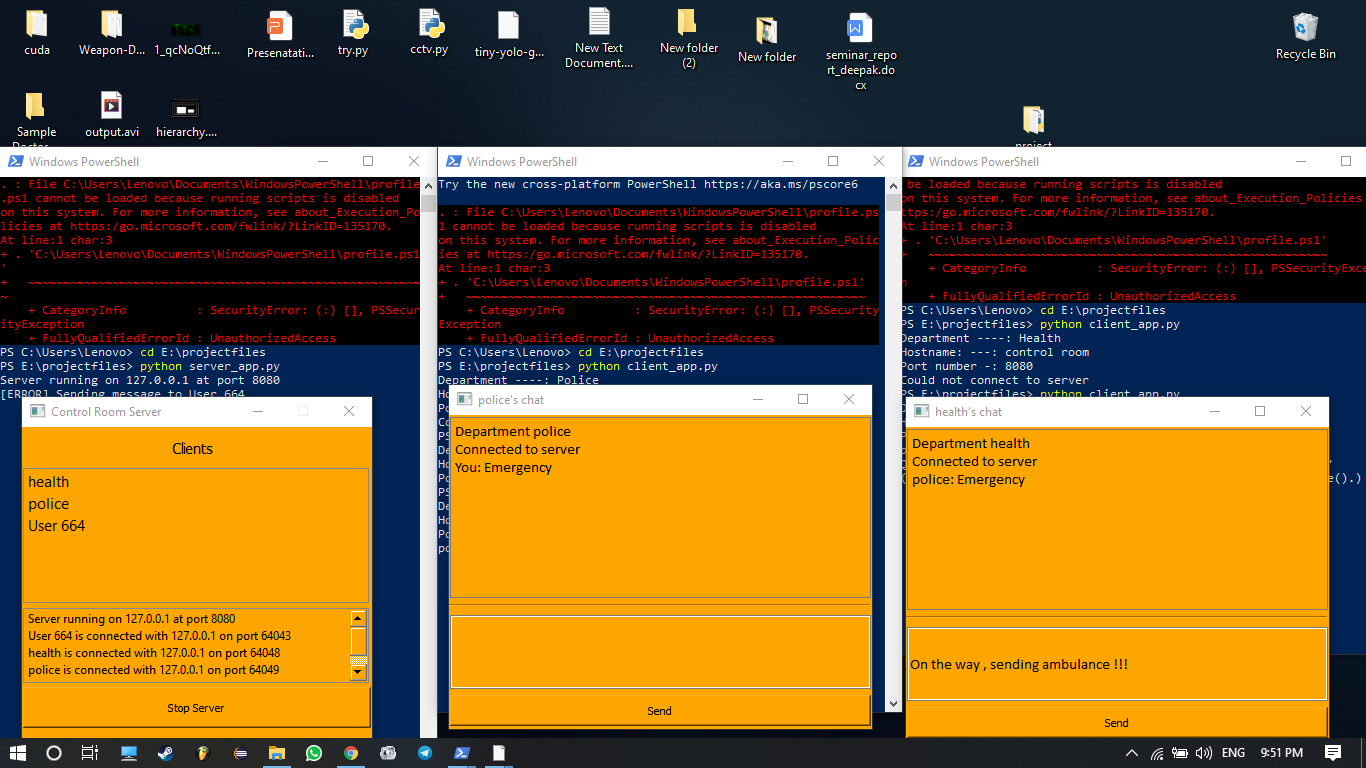 cuda
Weapon-D...
1_qcNoQtf...
Presenatati...
try.py
cctv.py
tiny-yolo-g...
New Text
Document....
New folder
(2)
New folder
seminar_repo
rt_deepak.do
cx
Recycle Bin
Sample
Doctor
output.avi
hierarchy....
project
Windows PowerShell
. : File C:\Users\Lenovo\Documents\WindowsPowerShell\profile
.ps1 cannot be loaded because running scripts is disabled
on this system. For more information, see about_Execution_Po
licies at https:/go.microsoft.com/fwlink/?LinkID=135170.
At line:1 char:3
+ . 'C:\Users\Lenovo\Documents\WindowsPowerShell\profile.ps1
'
+   ~~~~~~~~~~~~~~~~~~~~~~~~~~~~~~~~~~~~~~~~~~~~~~~~~~~~~~~~
~
    + CategoryInfo          : SecurityError: (:) [], PSSecur
ityException
    + FullyQualifiedErrorId : UnauthorizedAccess
PS C:\Users\Lenovo> cd E:\projectfiles
PS E:\projectfiles> python server_app.py
Server running on 127.0.0.1 at port 8080
[ERROR] Sending message to User 664
Control Room Server
Clients
health
police
User 664
Server running on 127.0.0.1 at port 8080
User 664 is connected with 127.0.0.1 on port 64043
health is connected with 127.0.0.1 on port 64048
police is connected with 127.0.0.1 on port 64049
Stop Server
Windows PowerShell
Try the new cross-platform PowerShell https://aka.ms/pscore6
. : File C:\Users\Lenovo\Documents\WindowsPowerShell\profile.ps
1 cannot be loaded because running scripts is disabled
on this system. For more information, see about_Execution_Polic
ies at https:/go.microsoft.com/fwlink/?LinkID=135170.
At line:1 char:3
+ . 'C:\Users\Lenovo\Documents\WindowsPowerShell\profile.ps1'
+   ~~~~~~~~~~~~~~~~~~~~~~~~~~~~~~~~~~~~~~~~~~~~~~~~~~~~~~~~~
    + CategoryInfo          : SecurityError: (:) [], PSSecurity
Exception
    + FullyQualifiedErrorId : UnauthorizedAccess
PS C:\Users\Lenovo> cd E:\projectfiles
PS E:\projectfiles> python client_app.py
Department ----: Police
police's chat
Department police
Connected to server
You: Emergency
Send
Windows PowerShell
be loaded because running scripts is disabled
on this system. For more information, see about_Execution_Policies
https:/go.microsoft.com/fwlink/?LinkID=135170.
At line:1 char:3
+ . 'C:\Users\Lenovo\Documents\WindowsPowerShell\profile.ps1'
+   ~~~~~~~~~~~~~~~~~~~~~~~~~~~~~~~~~~~~~~~~~~~~~~~~~~~~~~~~~
    + CategoryInfo          : SecurityError: (:) [], PSSecurityExce
    + FullyQualifiedErrorId : UnauthorizedAccess
PS C:\Users\Lenovo> cd E:\projectfiles
PS E:\projectfiles> python client_app.py
Department ----: Health
Hostname: ---: control room
Port number -: 8080
Could not connect to server
PS E:\projectfiles> python client_app.py
e().)
health's chat
Department health
Connected to server
police: Emergency
On the way , sending ambulance !!!
Send
ENG
9:51 PM